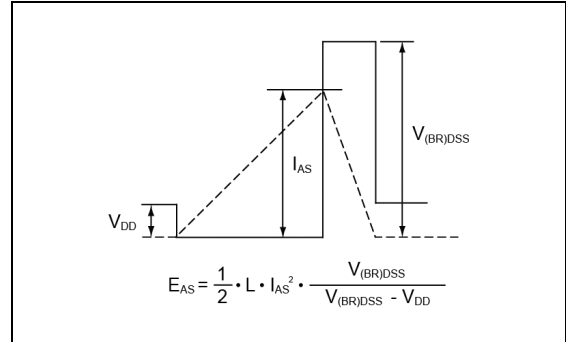 V(BR)DSS
IAS
VDD
EAS = 1/2 • L • IAS² • V(BR)DSS / V(BR)DSS - VDD